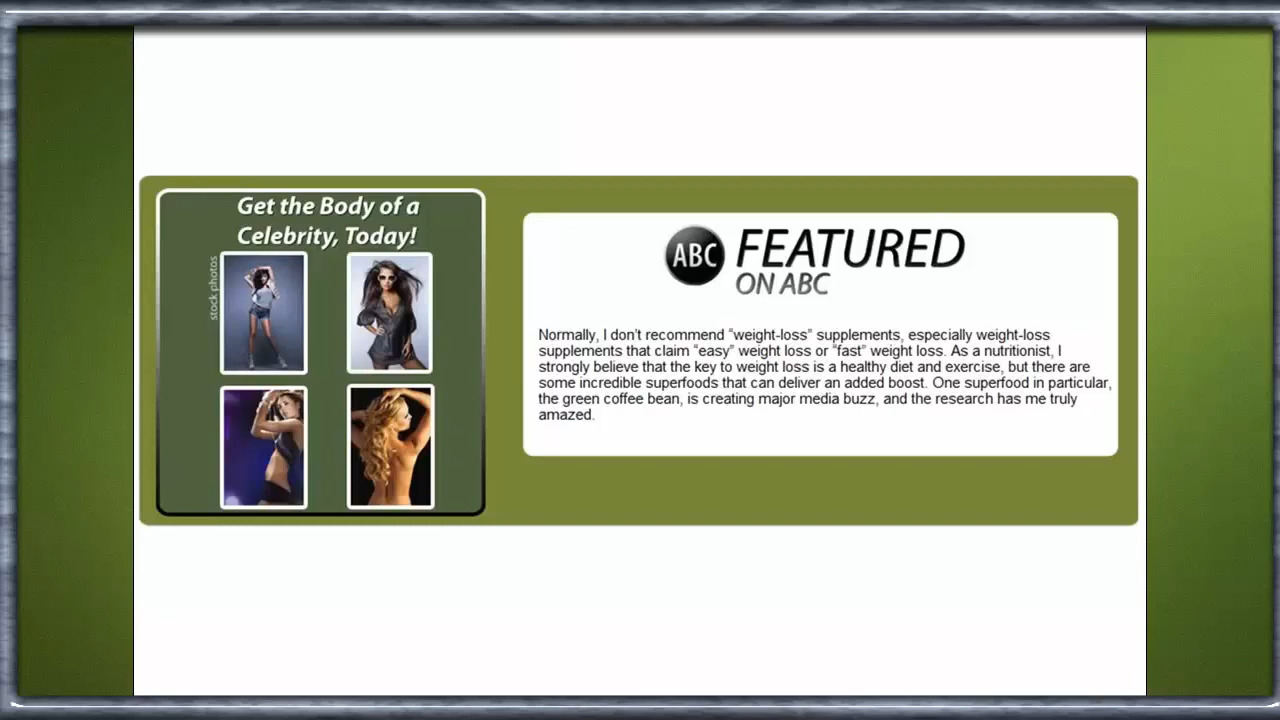 Get the Body of a
Celebrity, Today!
stock photos
ABC
FEATURED
ON ABC
Normally, I don’t recommend “weight-loss” supplements, especially weight-loss
supplements that claim “easy” weight loss or “fast” weight loss. As a nutritionist, I
strongly believe that the key to weight loss is a healthy diet and exercise, but there are
some incredible superfoods that can deliver an added boost. One superfood in particular,
the green coffee bean, is creating major media buzz, and the research has me truly
amazed.